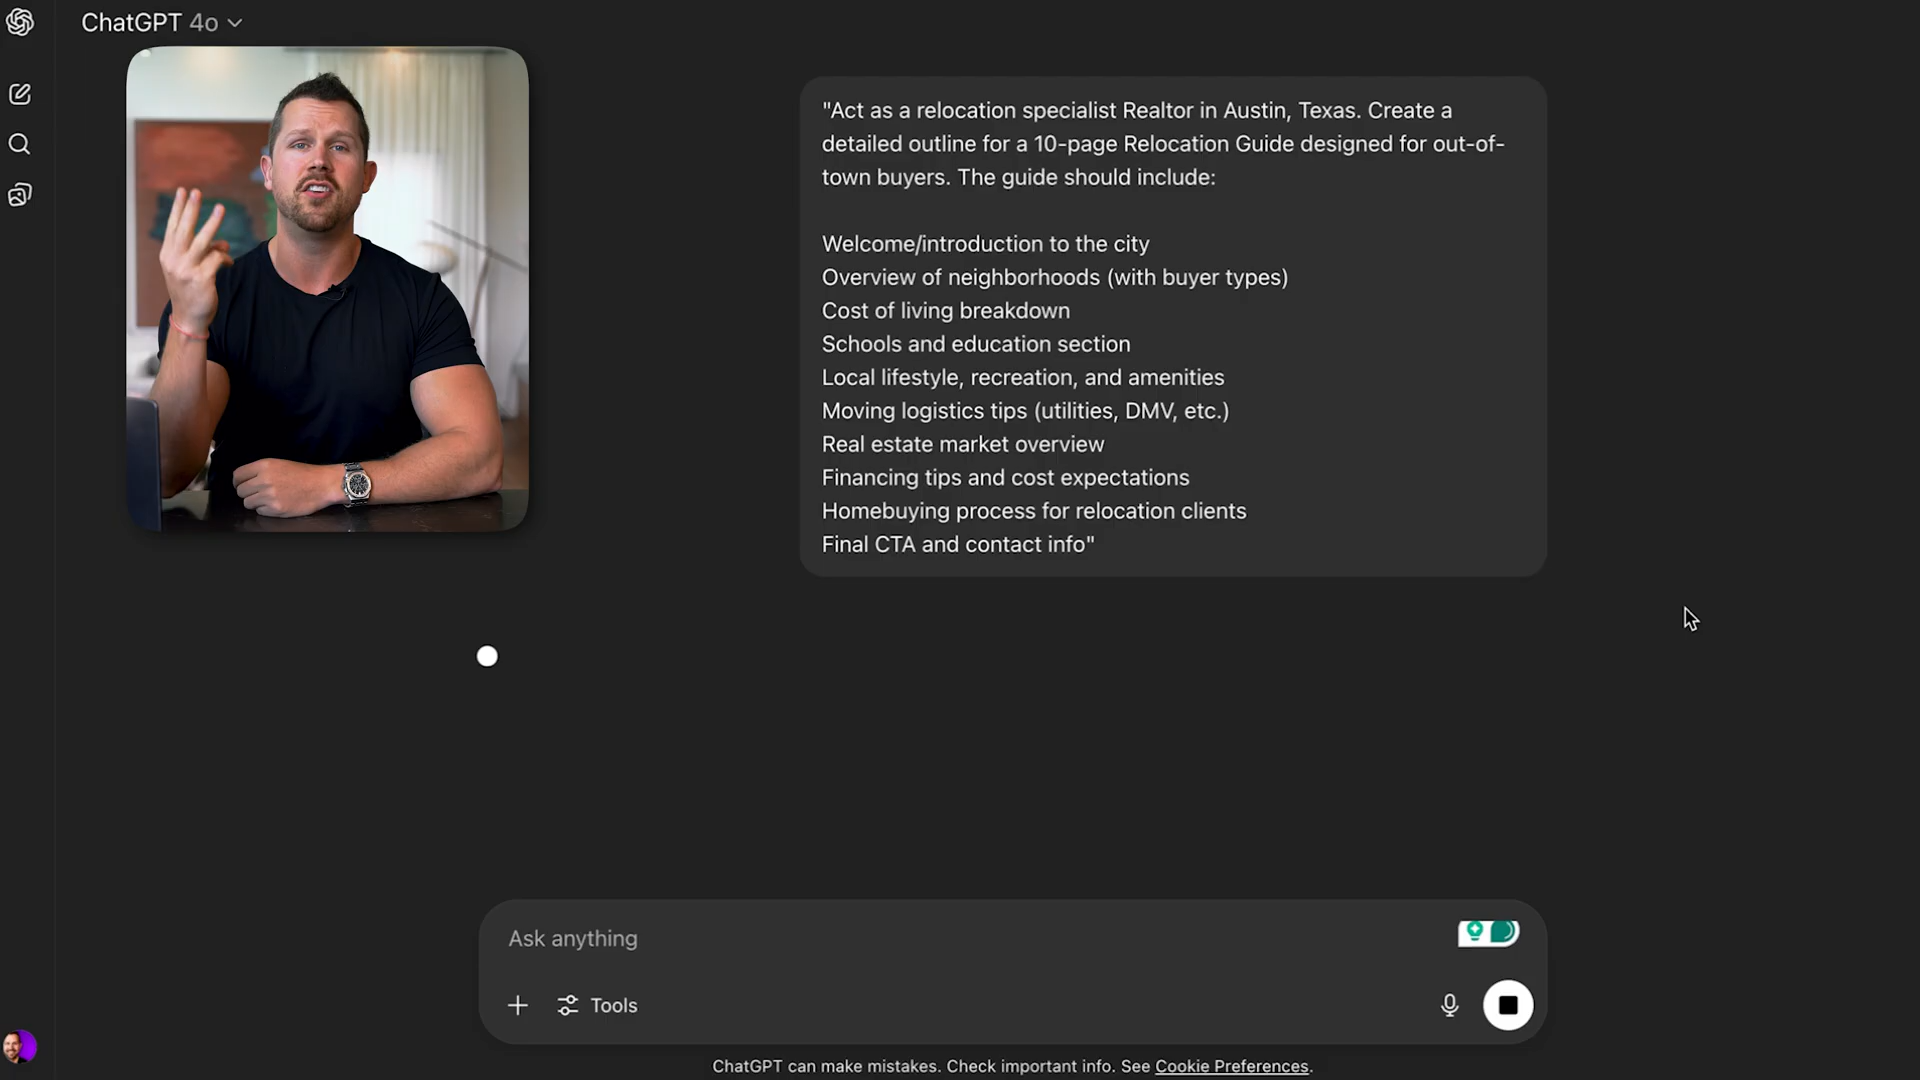 ChatGPT 4o
"Act as a relocation specialist Realtor in Austin, Texas. Create a
detailed outline for a 10-page Relocation Guide designed for out-of-
town buyers. The guide should include:
Welcome/introduction to the city
Overview of neighborhoods (with buyer types)
Cost of living breakdown
Schools and education section
Local lifestyle, recreation, and amenities
Moving logistics tips (utilities, DMV, etc.)
Real estate market overview
Financing tips and cost expectations
Homebuying process for relocation clients
Final CTA and contact info"
Ask anything
Tools
ChatGPT can make mistakes. Check important info. See Cookie Preferences.